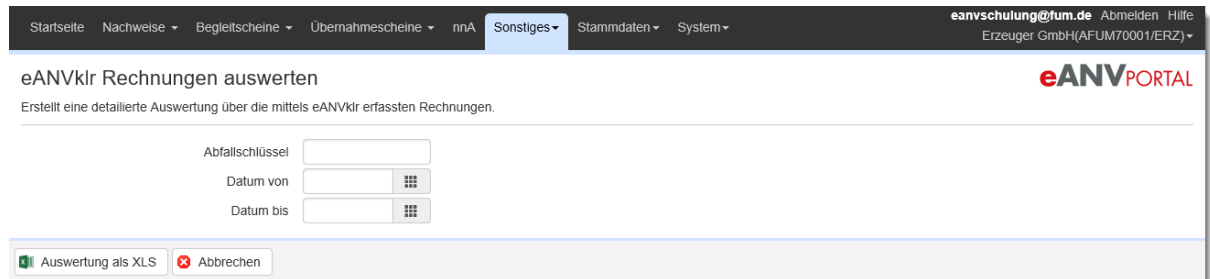 eanvschulung@fum.de Abmelden Hilfe
Startseite Nachweise Begleitscheine Übernahmescheine nnA Sonstiges Stammdaten System
Erzeuger GmbH(AFUM70001/ERZ)
eANVklr Rechnungen auswerten
eANVPORTAL
Erstellt eine detailierte Auswertung über die mittels eANVklr erfassten Rechnungen.
Abfallschlüssel
Datum von
Datum bis
Auswertung als XLS Abbrechen